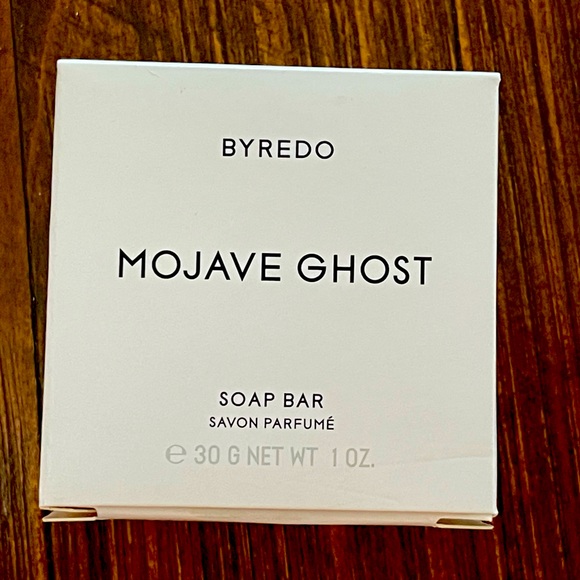 BYREDO
MOJAVE GHOST
SOAP BAR
SAVON PARFUMÉ
℮ 30 G NET WT 1 OZ.